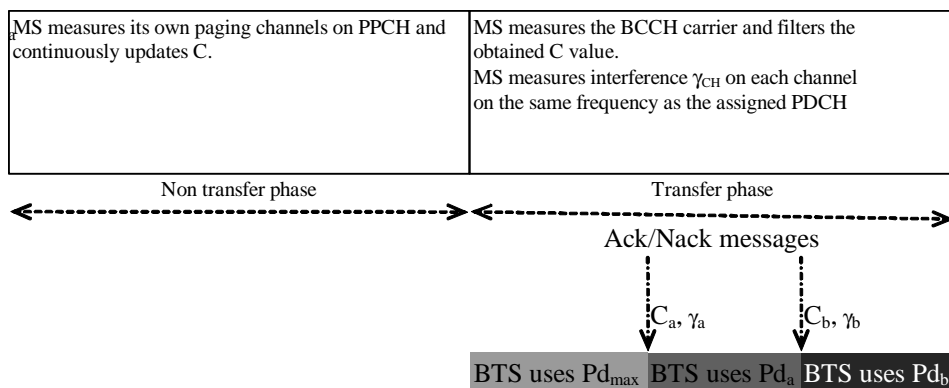 MS measures its own paging channels on PPCH and
a
continuously updates C.
MS measures the BCCH carrier and filters the
obtained C value.
MS measures interference γCH on each channel
on the same frequency as the assigned PDCH
Non transfer phase
Transfer phase
Ack/Nack messages
Ca, γa
Cb, γb
BTS uses Pdmax
BTS uses Pda
BTS uses Pdb